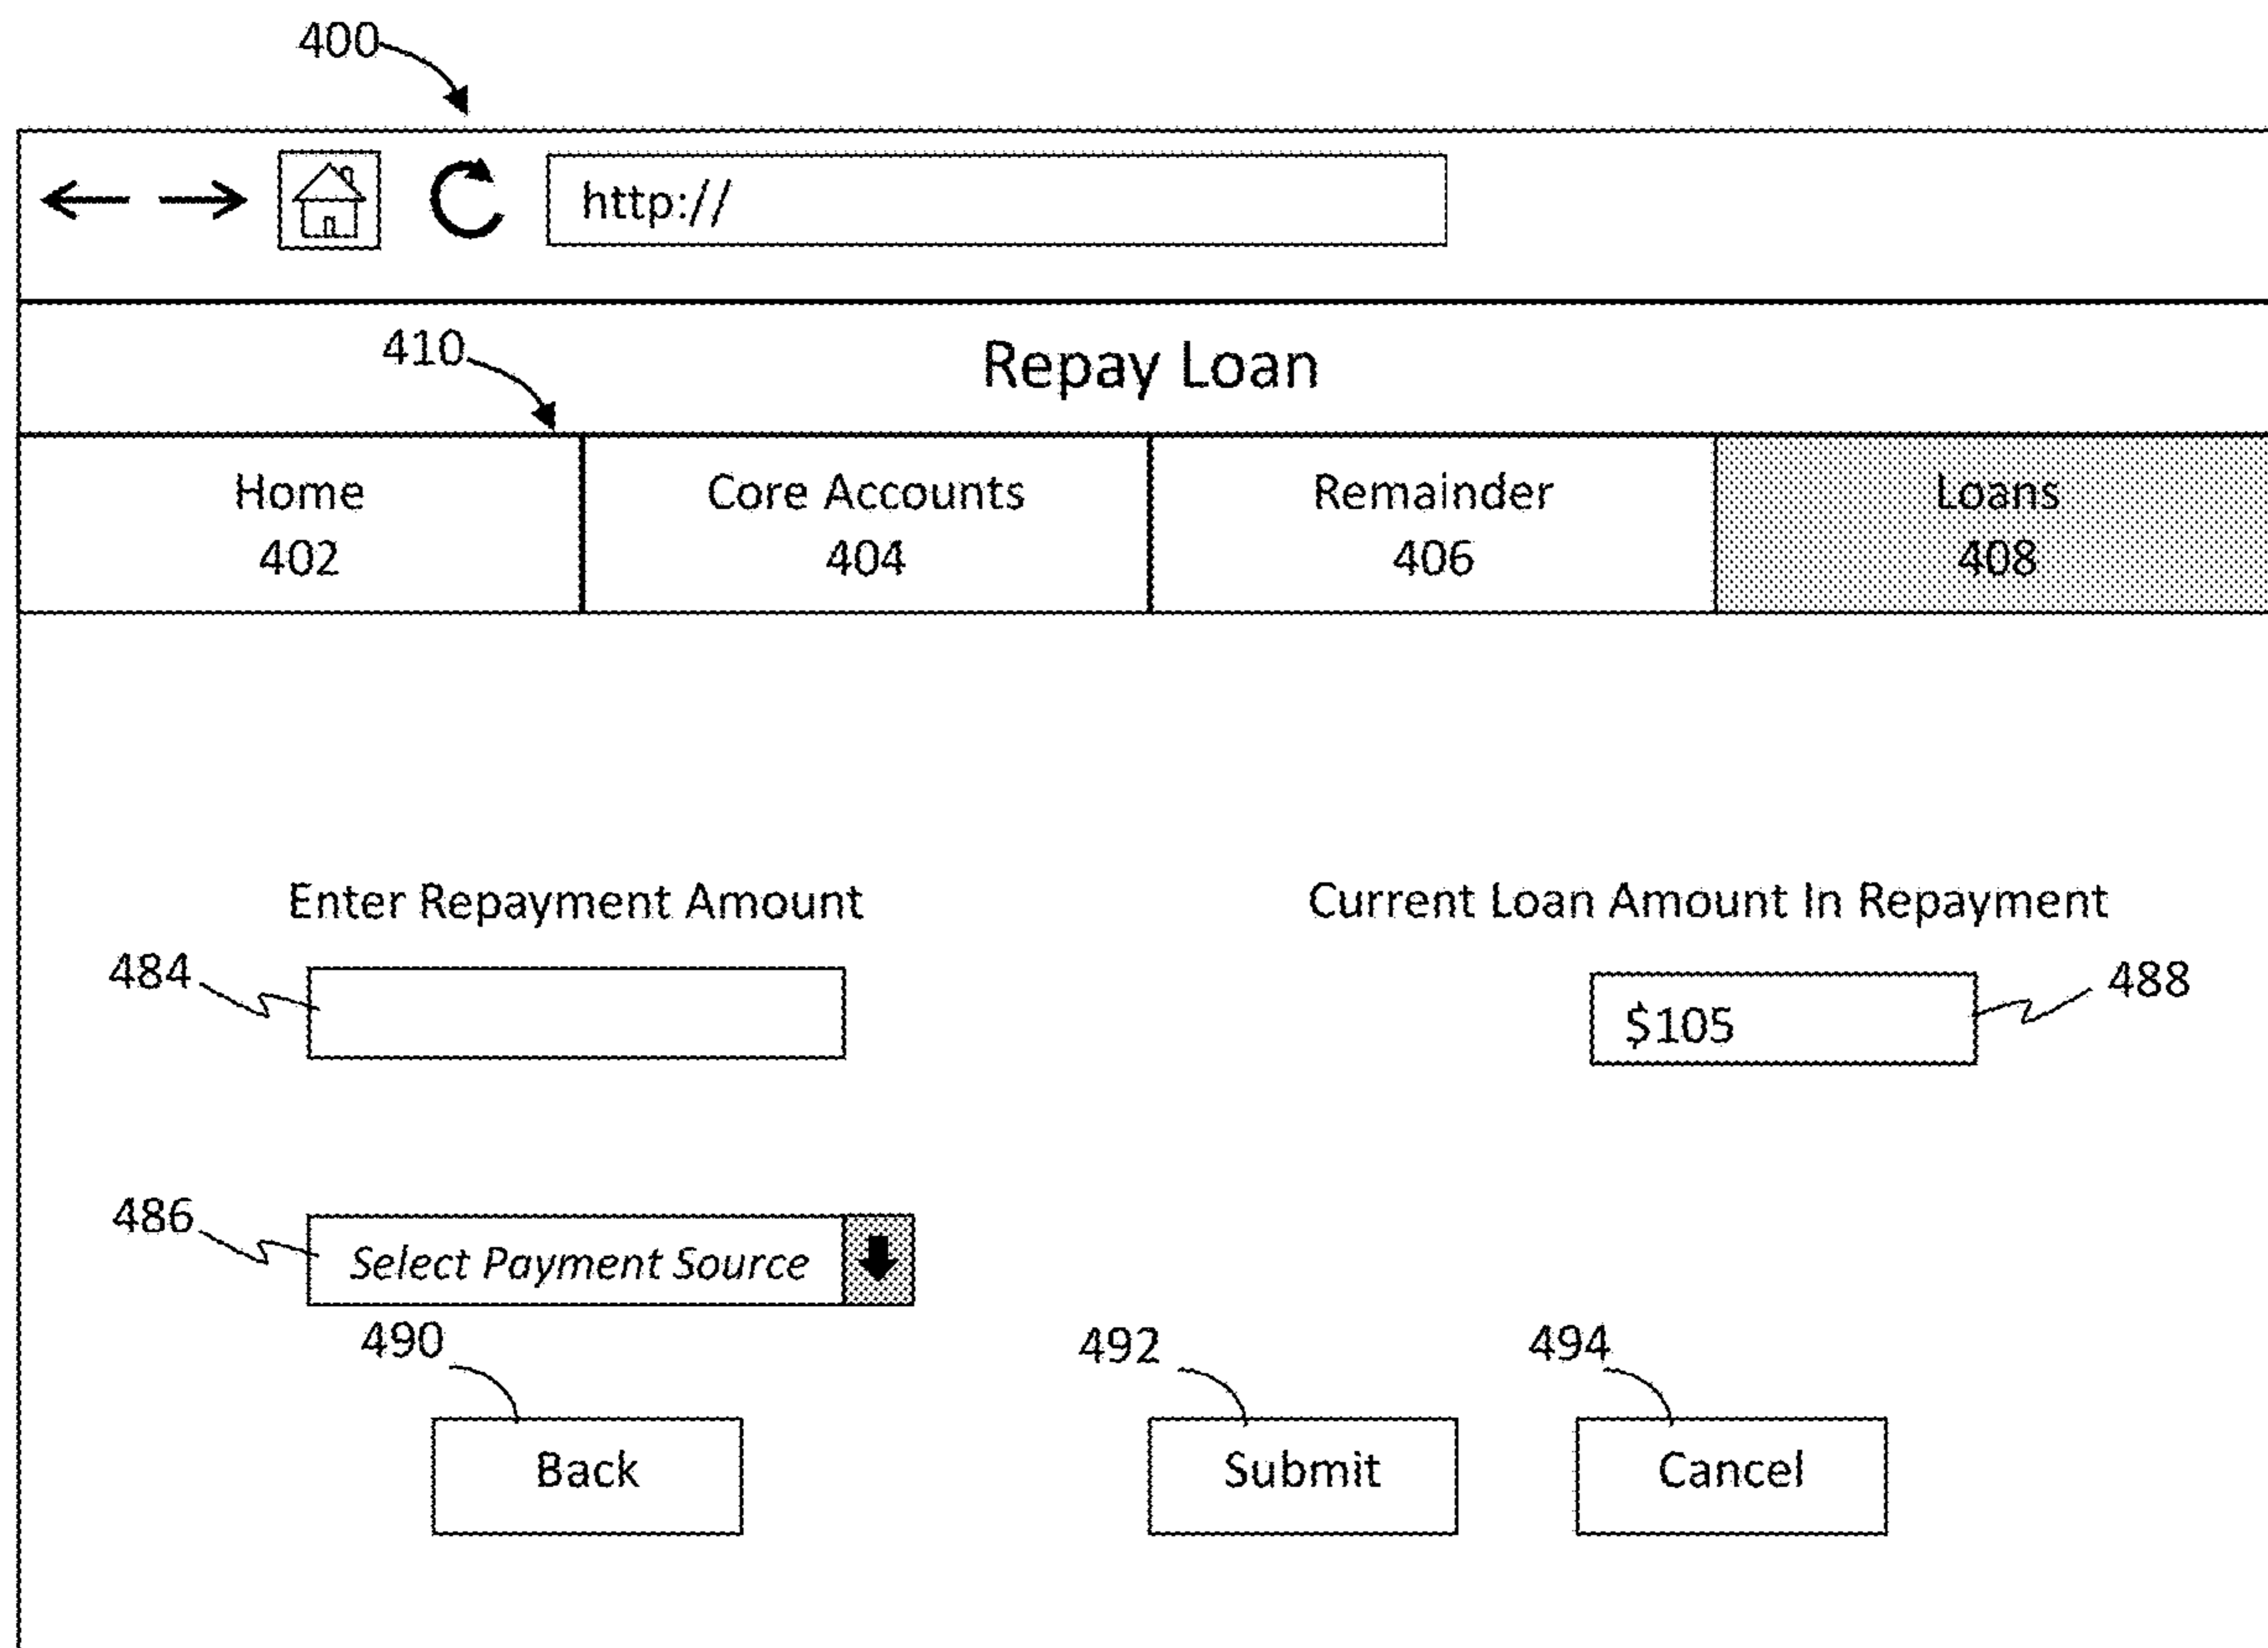 400
http://
410
Repay Loan
Home
402
Core Accounts
404
Remainder
406
Loans
408
Enter Repayment Amount
484
Current Loan Amount In Repayment
$105
488
486
Select Payment Source
490
Back
492
Submit
494
Cancel